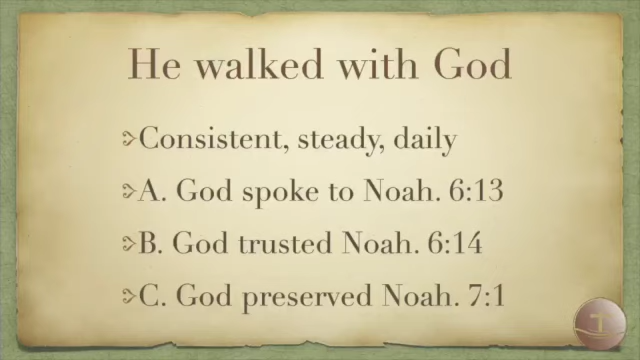 He walked with God
Consistent, steady, daily
A. God spoke to Noah. 6:13
B. God trusted Noah. 6:14
C. God preserved Noah. 7:1